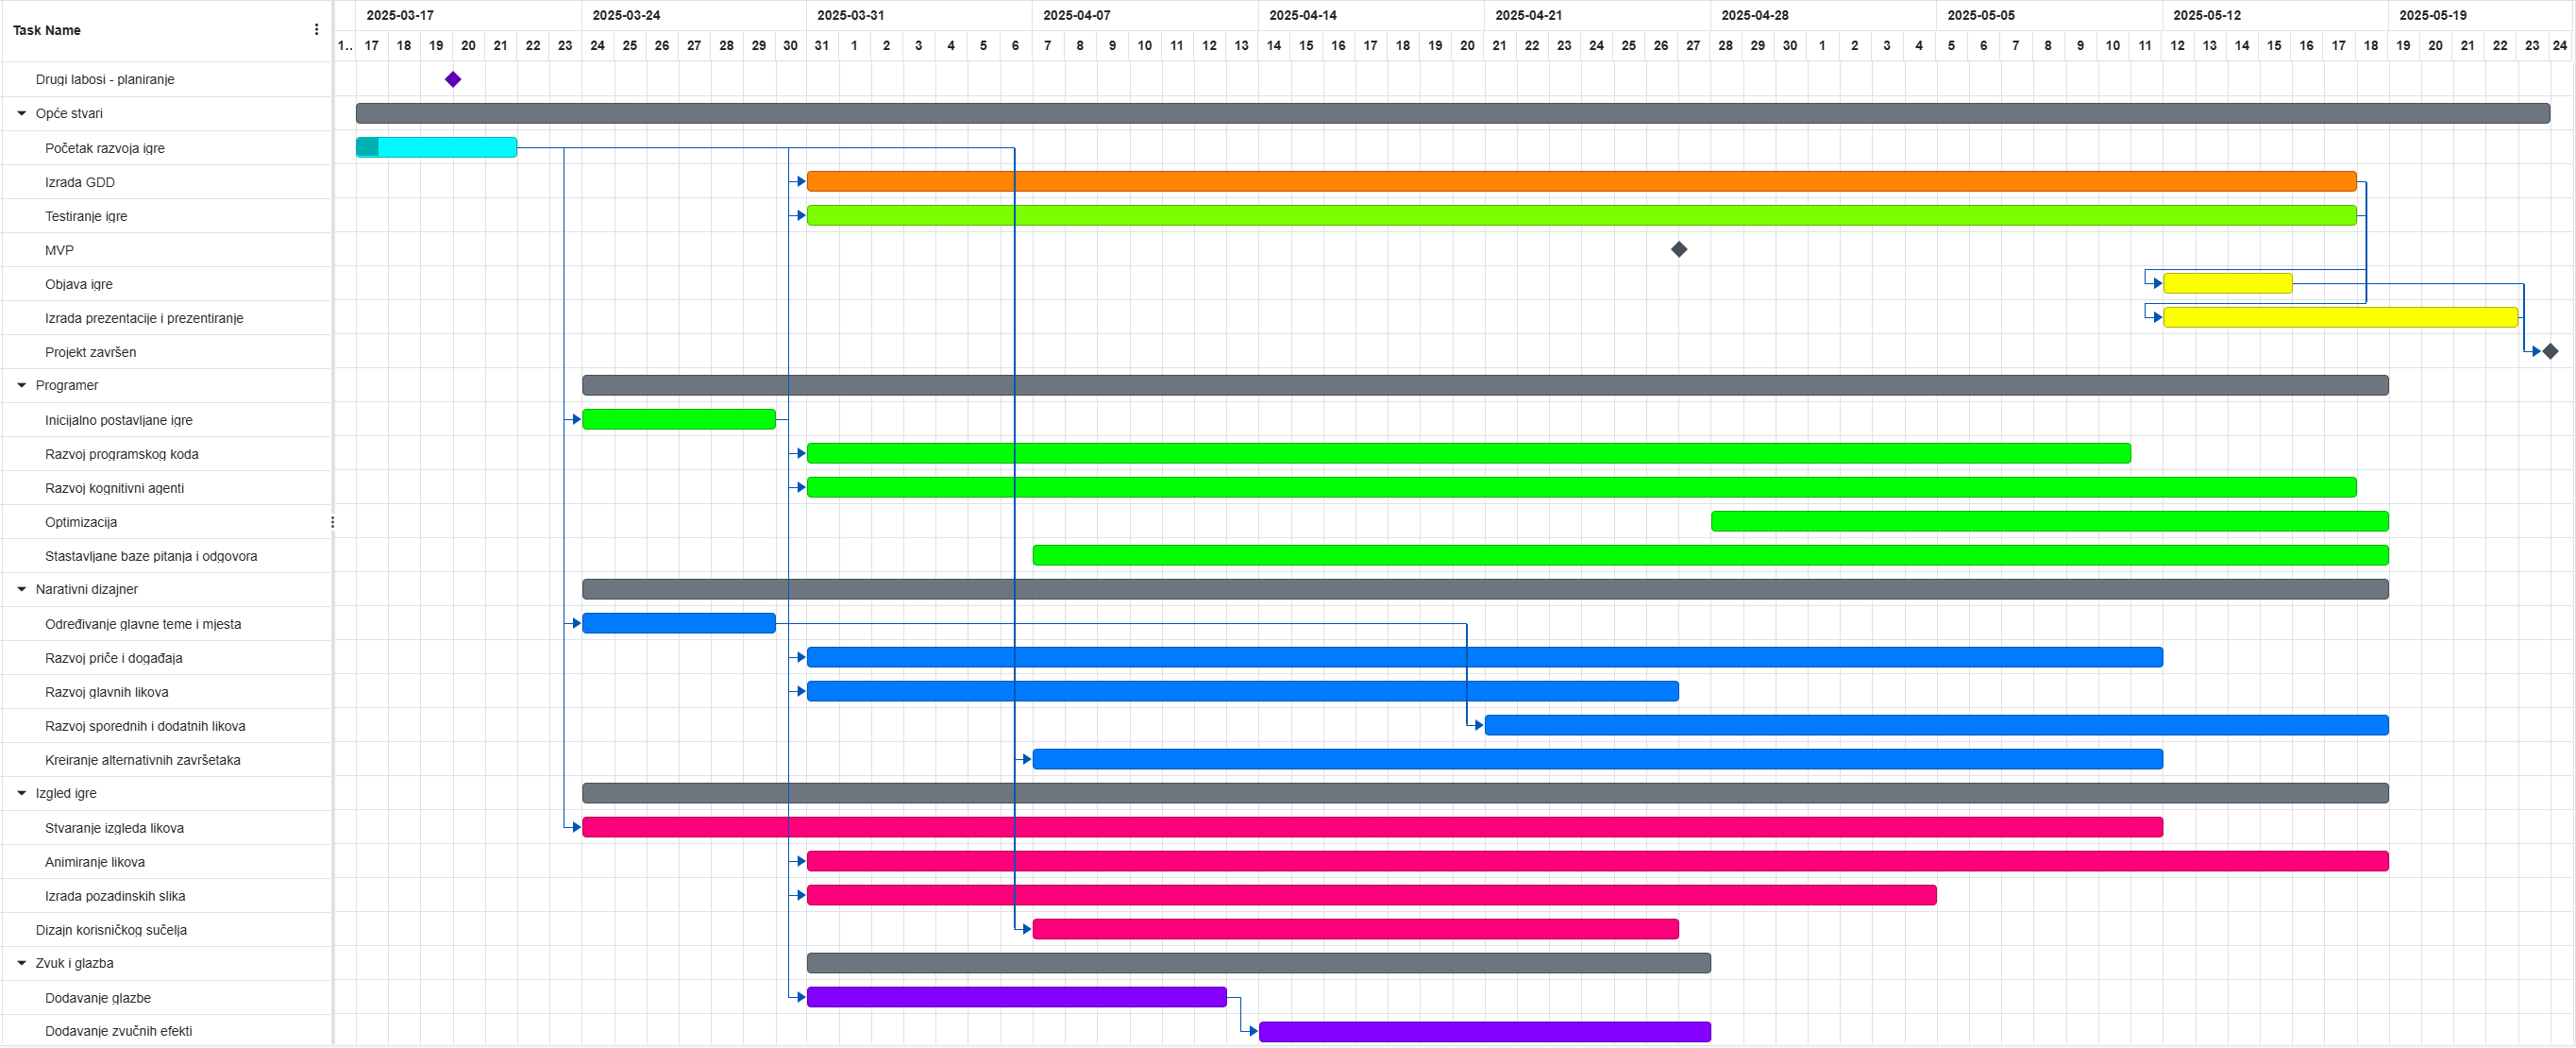 Task Name
2025-03-17 2025-03-24 2025-03-31 2025-04-07 2025-04-14 2025-04-21 2025-04-28 2025-05-05 2025-05-12 2025-05-19
1.. 17 18 19 20 21 22 23 24 25 26 27 28 29 30 31 1 2 3 4 5 6 7 8 9 10 11 12 13 14 15 16 17 18 19 20 21 22 23 24 25 26 27 28 29 30 1 2 3 4 5 6 7 8 9 10 11 12 13 14 15 16 17 18 19 20 21 22 23 24
Drugi labosi - planiranje
Opće stvari
Početak razvoja igre
Izrada GDD
Testiranje igre
MVP
Objava igre
Izrada prezentacije i prezentiranje
Projekt završen
Programer
Inicijalno postavljane igre
Razvoj programskog koda
Razvoj kognitivni agenti
Optimizacija
Stastavljane baze pitanja i odgovora
Narativni dizajner
Određivanje glavne teme i mjesta
Razvoj priče i događaja
Razvoj glavnih likova
Razvoj sporednih i dodatnih likova
Kreiranje alternativnih završetaka
Izgled igre
Stvaranje izgleda likova
Animiranje likova
Izrada pozadinskih slika
Dizajn korisničkog sučelja
Zvuk i glazba
Dodavanje glazbe
Dodavanje zvučnih efekti